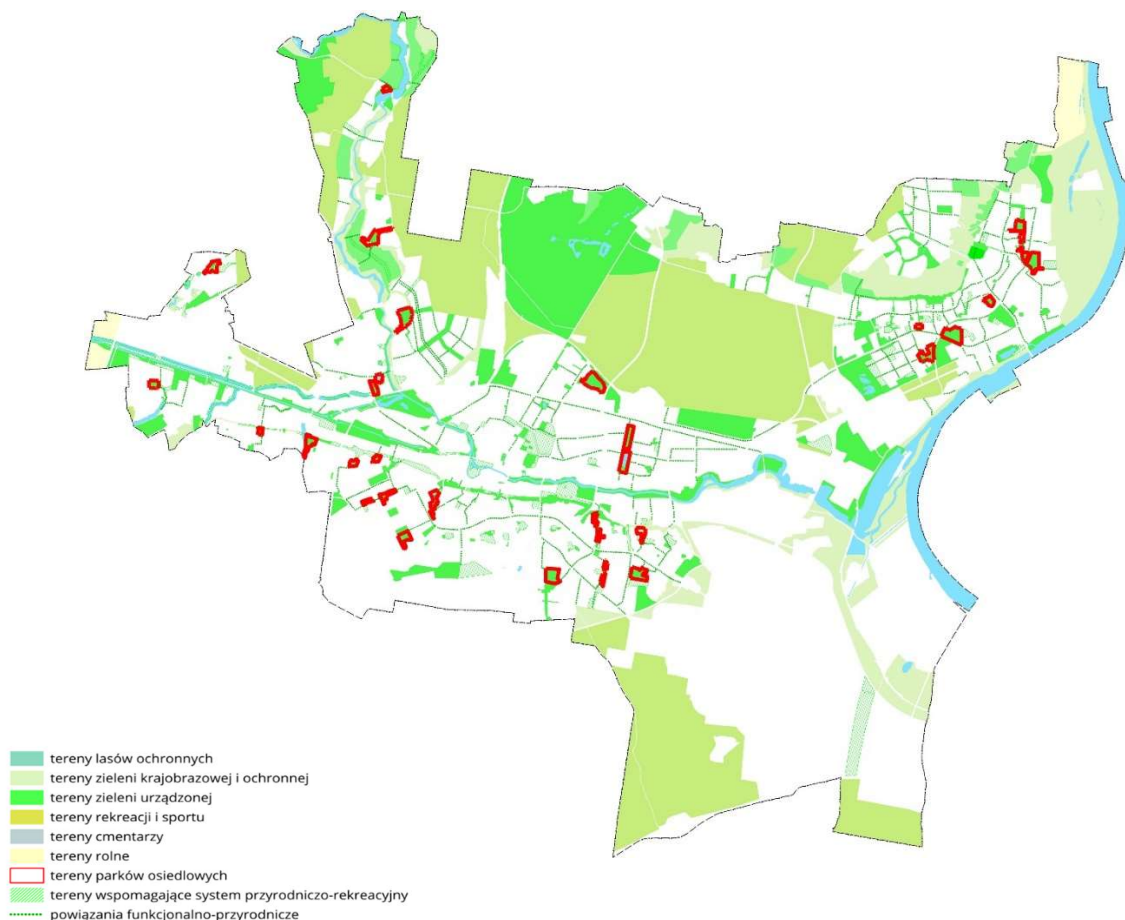 tereny lasów ochronnych
tereny zieleni krajobrazowej i ochronnej
tereny zieleni urządzonej
tereny rekreacji i sportu
tereny cmentarzy
tereny rolne
tereny parków osiedlowych
tereny wspomagające system przyrodniczo-rekreacyjny
powiązania funkcjonalno-przyrodnicze